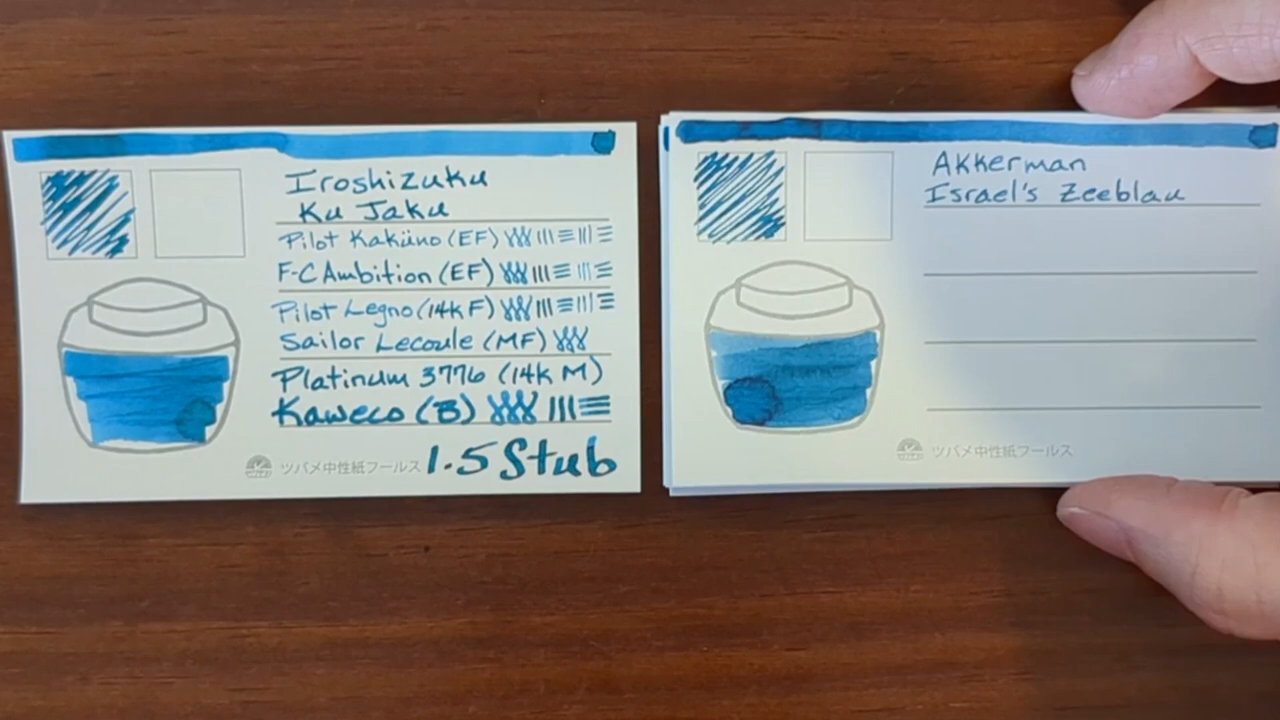 Iroshizuku
Ku Jaku
Pilot Kaküno (EF)
F-C Ambition (EF)
Pilot Legno (14k F)
Sailor Lecoule (MF)
Platinum 3776 (14k M)
Kaweco (B)
1.5 Stub
ツバメ中性紙フールス
Akkerman
Israel's Zeeblau
ツバメ中性紙フールス